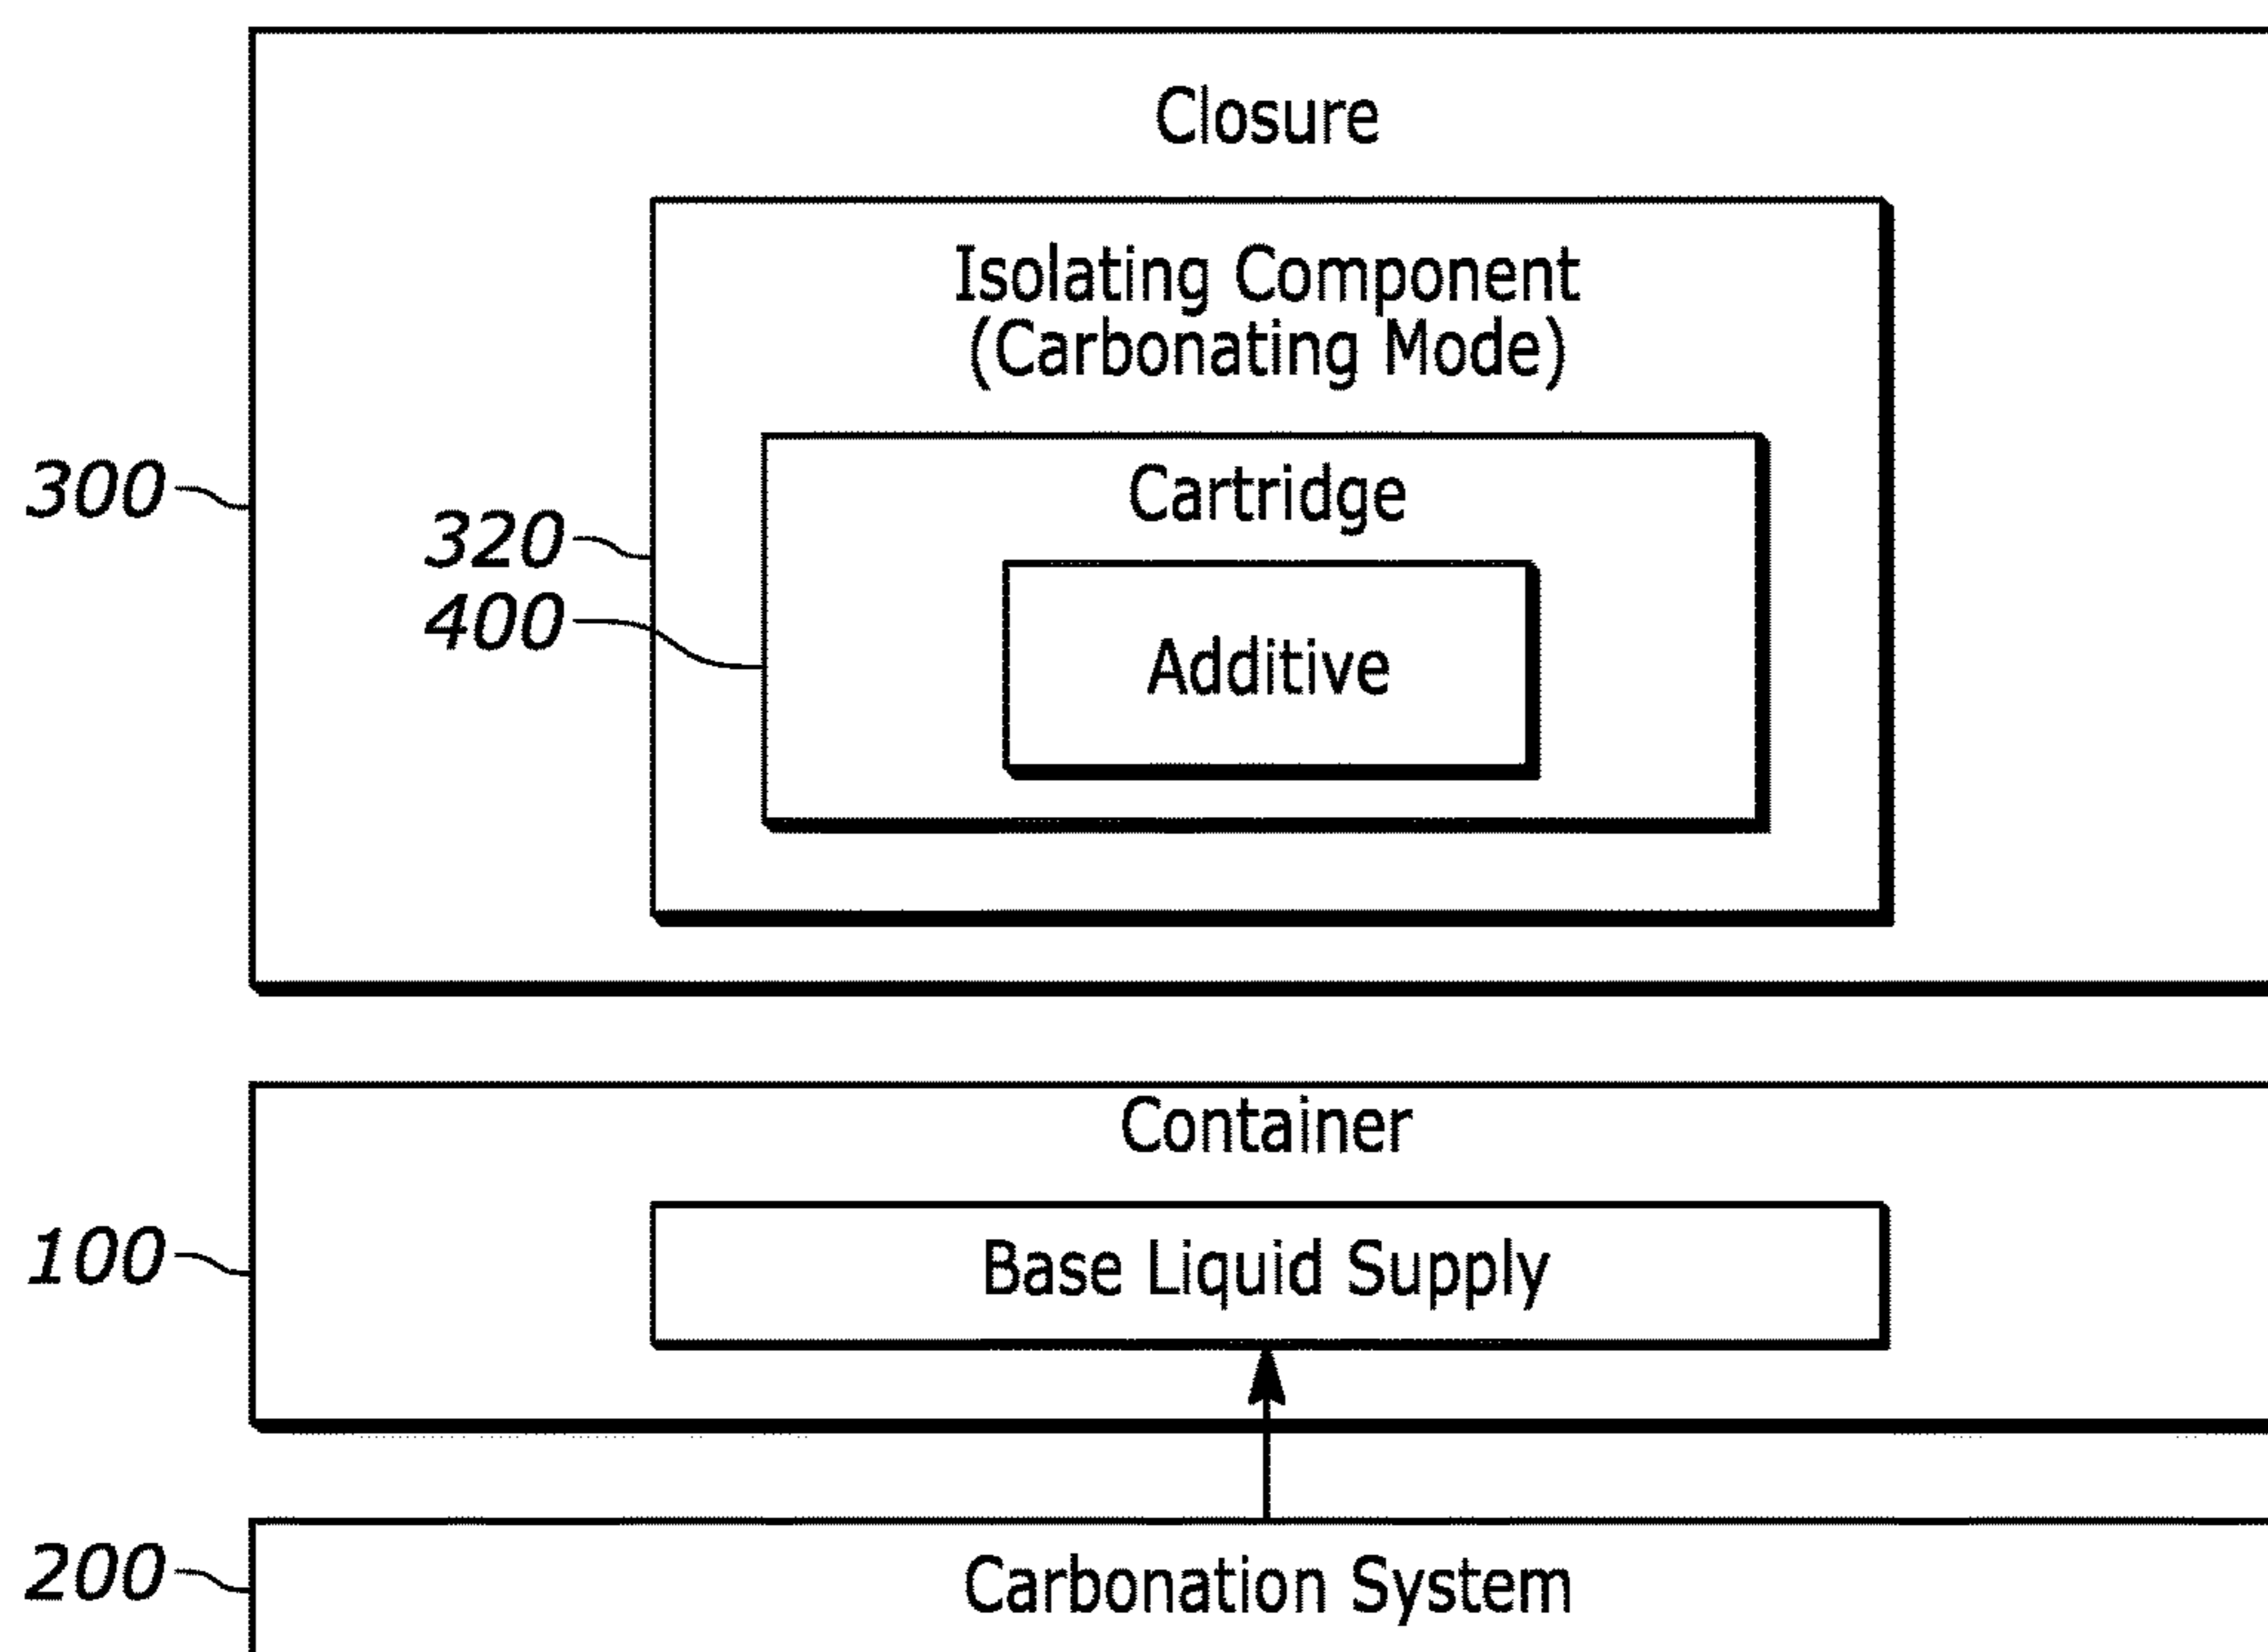 Closure
Isolating Component
(Carbonating Mode)
300
Cartridge
320
400
Additive
Container
100
Base Liquid Supply
200
Carbonation System